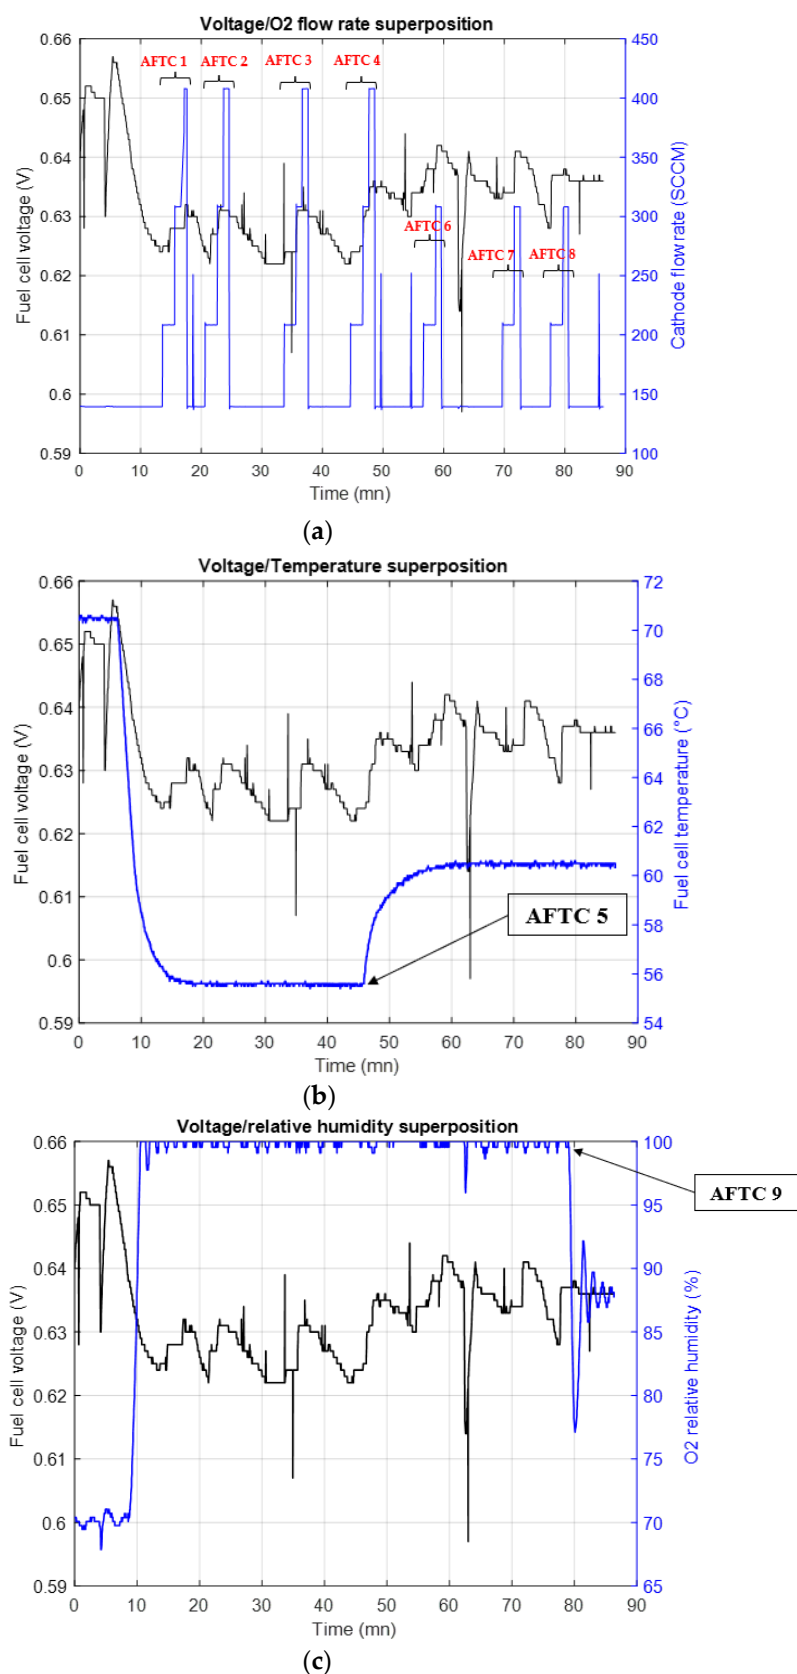 Voltage/O2 flow rate superposition
0.66
0.65
0.64
0.63
0.62
0.61
0.6
0.59
Fuel cell voltage (V)
AFTC 1
AFTC 2
AFTC 3
AFTC 4
AFTC 6
AFTC 7
AFTC 8
450
400
350
300
250
200
150
100
Cathode flow rate (SCCM)
0 10 20 30 40 50 60 70 80 90
Time (mn)
(a)
Voltage/Temperature superposition
0.66
0.65
0.64
0.63
0.62
0.61
0.6
0.59
Fuel cell voltage (V)
72
70
68
66
64
62
60
58
56
54
Fuel cell temperature (°C)
AFTC 5
0 10 20 30 40 50 60 70 80 90
Time (mn)
(b)
Voltage/relative humidity superposition
0.66
0.65
0.64
0.63
0.62
0.61
0.6
0.59
Fuel cell voltage (V)
100
95
90
85
80
75
70
65
O2 relative humidity (%)
AFTC 9
0 10 20 30 40 50 60 70 80 90
Time (mn)
(c)